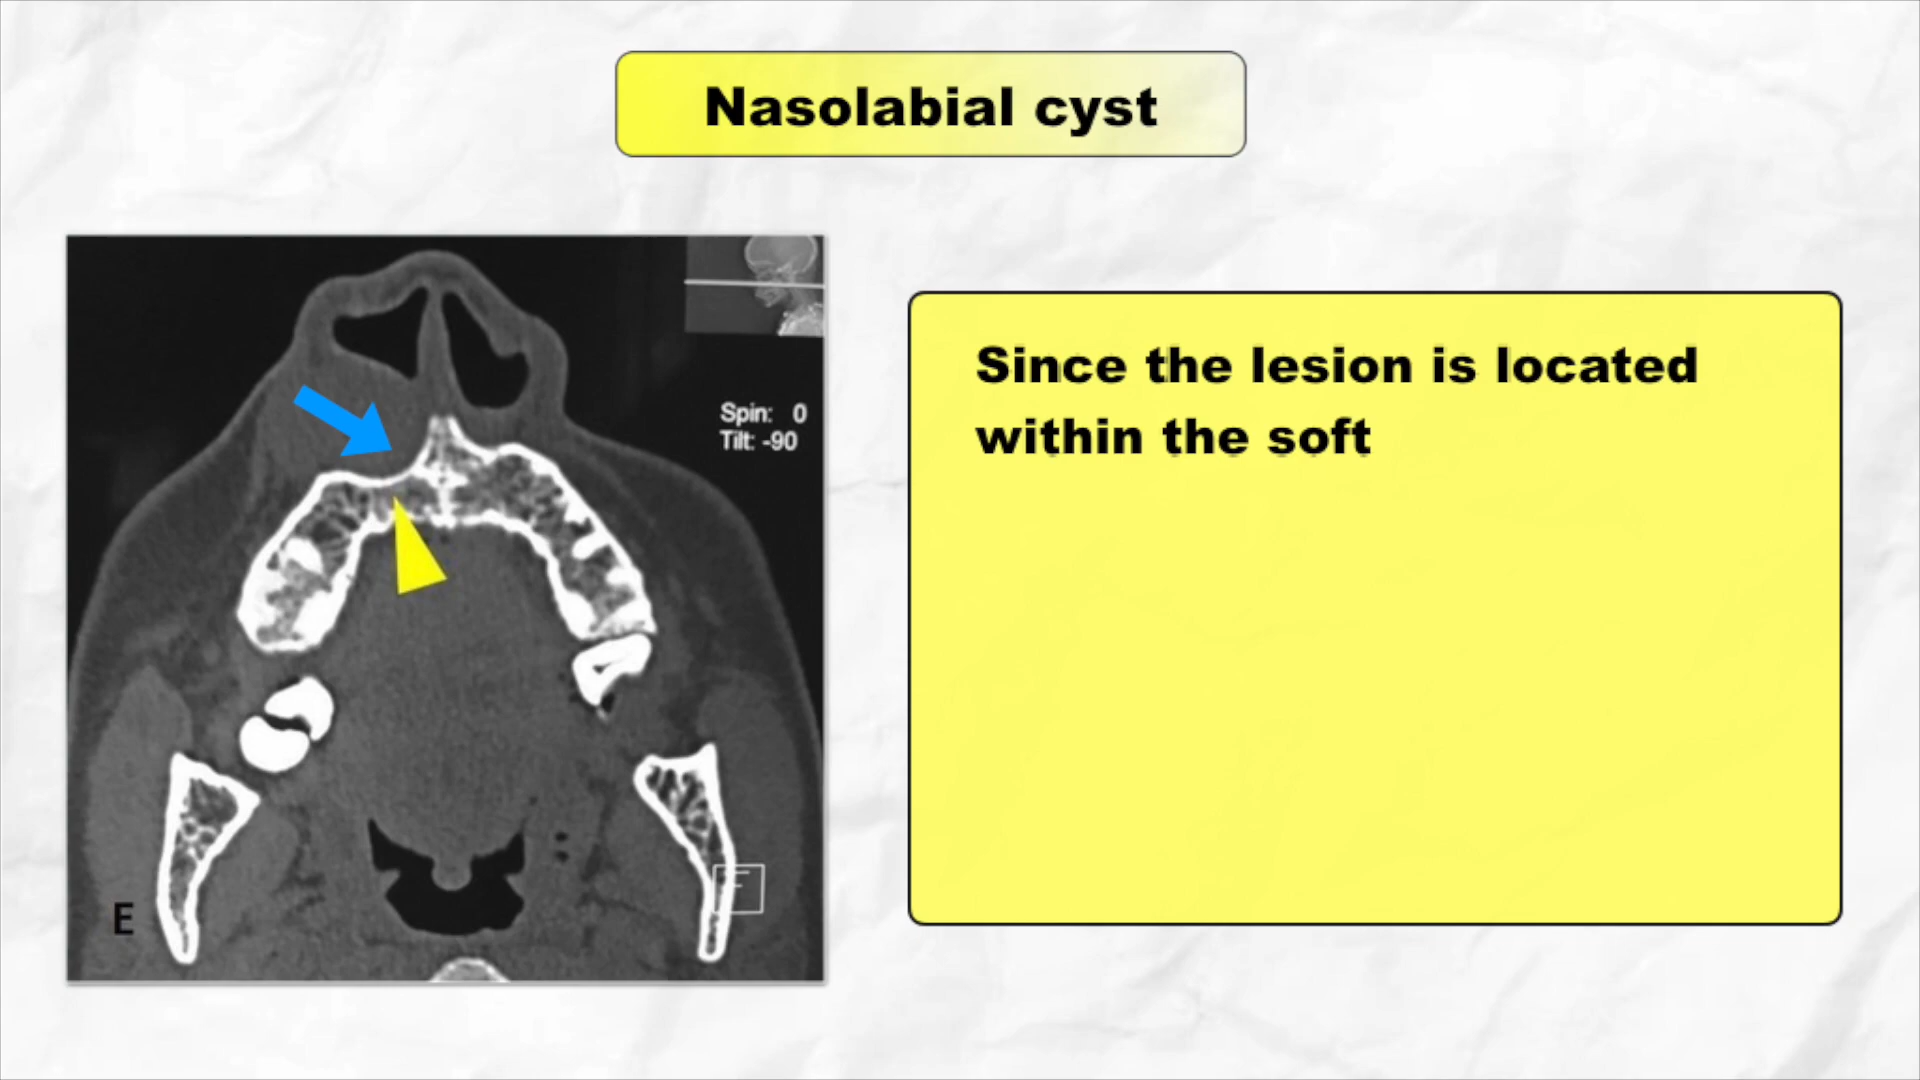 Nasolabial cyst
Spin: 0
Tilt: -90
Since the lesion is located
within the soft
E
F